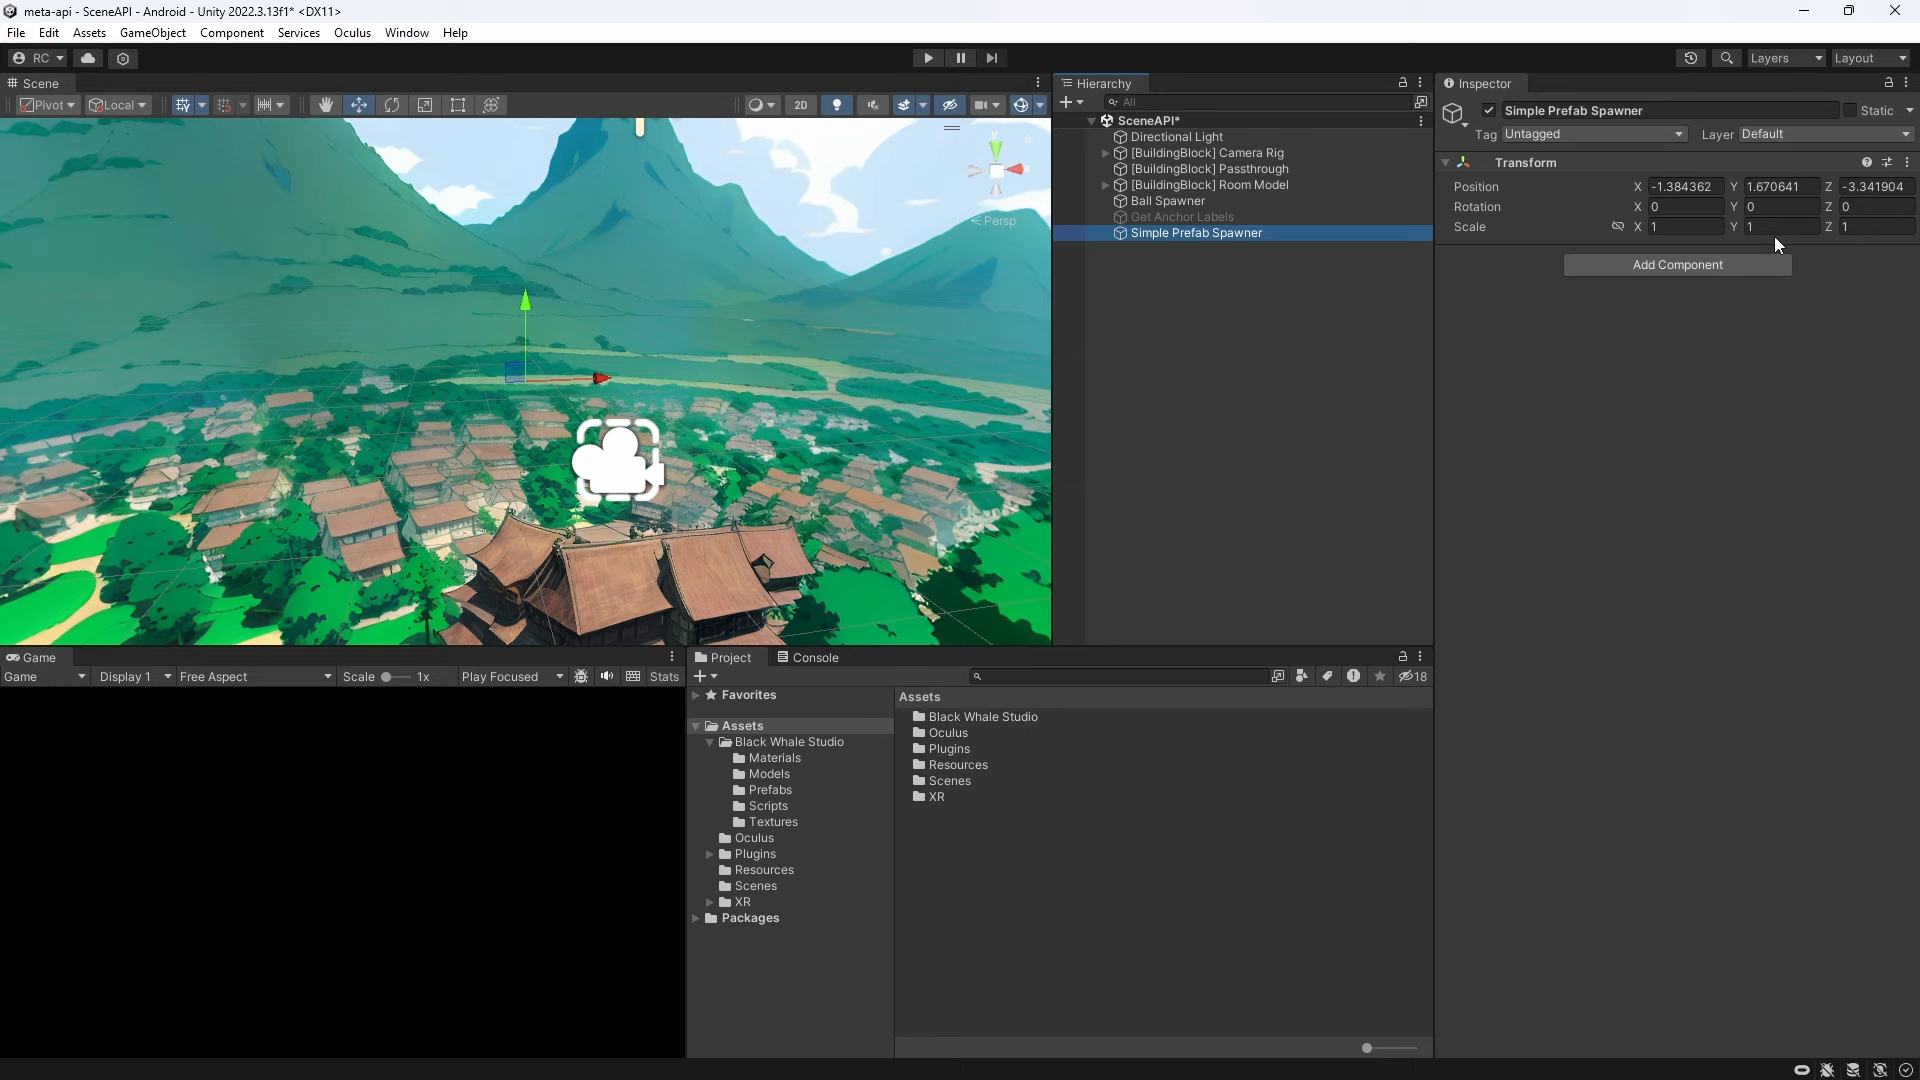 meta-api - SceneAPI - Android - Unity 2022.3.13f1* <DX11>
File Edit Assets GameObject Component Services Oculus Window Help
RC
Layers
Layout
Scene
Pivot
Local
2D
y
Persp
Hierarchy
All
SceneAPI*
Directional Light
[BuildingBlock] Camera Rig
[BuildingBlock] Passthrough
[BuildingBlock] Room Model
Ball Spawner
Get Anchor Labels
Simple Prefab Spawner
Inspector
Simple Prefab Spawner
Static
Tag Untagged
Layer Default
Transform
Position X -1.384362 Y 1.670641 Z -3.341904
Rotation X 0 Y 0 Z 0
Scale X 1 Y 1 Z 1
Add Component
Game
Game Display 1 Free Aspect Scale 1x Play Focused Stats
Project Console
18
Favorites
Assets
Black Whale Studio
Materials
Models
Prefabs
Scripts
Textures
Oculus
Plugins
Resources
Scenes
XR
Packages
Assets
Black Whale Studio
Oculus
Plugins
Resources
Scenes
XR